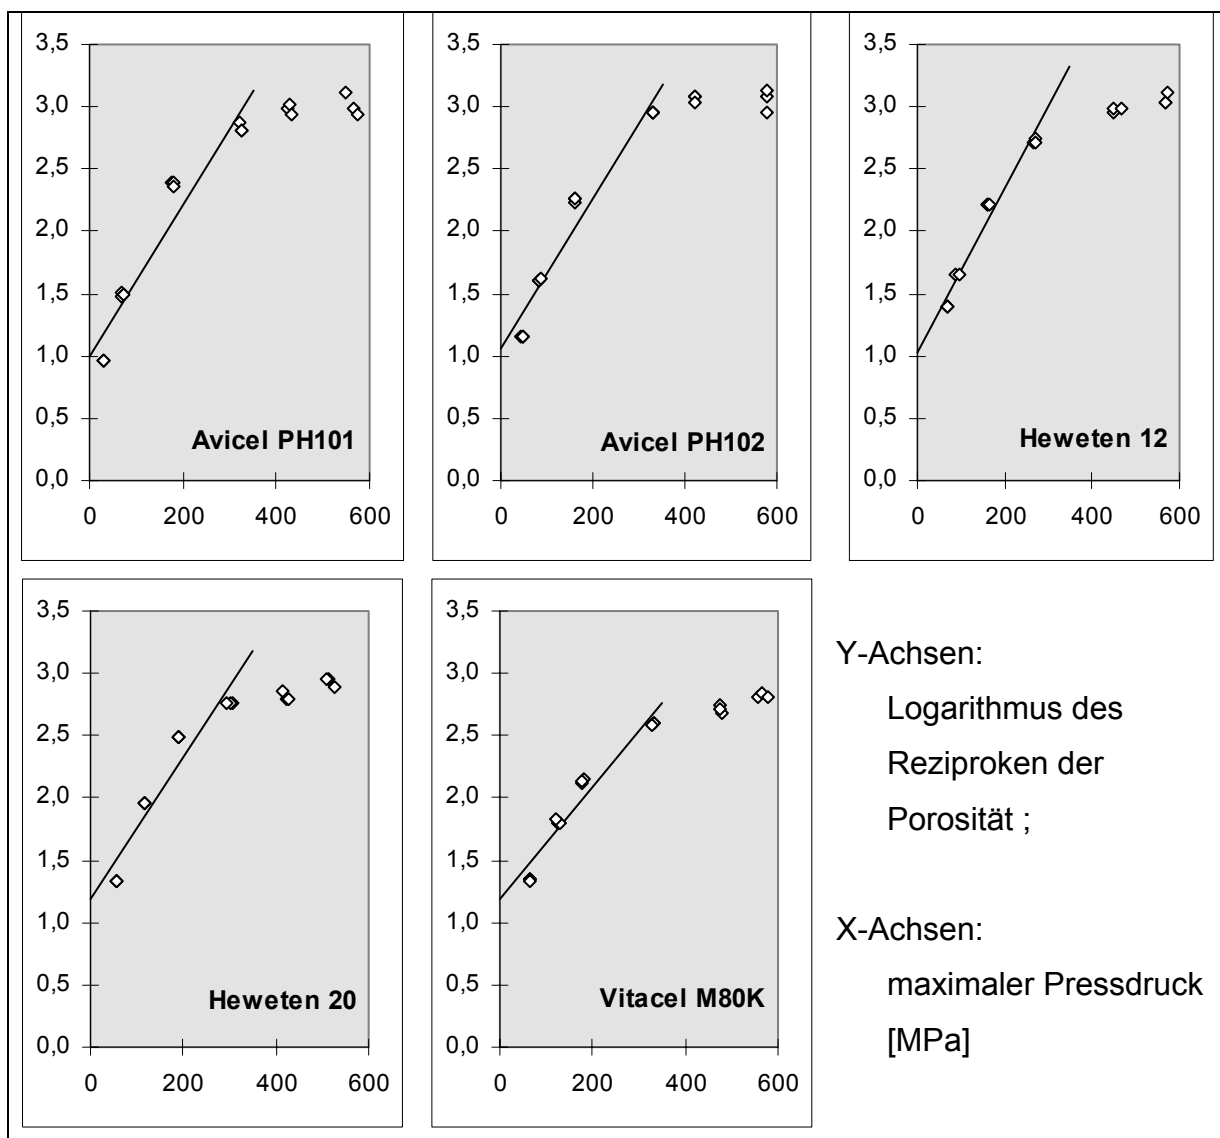 3,5
3,0
2,5
2,0
1,5
1,0
0,5
0,0
Avicel PH101
0 200 400 600
3,5
3,0
2,5
2,0
1,5
1,0
0,5
0,0
Avicel PH102
0 200 400 600
3,5
3,0
2,5
2,0
1,5
1,0
0,5
0,0
Heweten 12
0 200 400 600
3,5
3,0
2,5
2,0
1,5
1,0
0,5
0,0
Heweten 20
0 200 400 600
3,5
3,0
2,5
2,0
1,5
1,0
0,5
0,0
Vitacel M80K
0 200 400 600
Y-Achsen:
Logarithmus des
Reziproken der
Porosität ;
X-Achsen:
maximaler Pressdruck
[MPa]